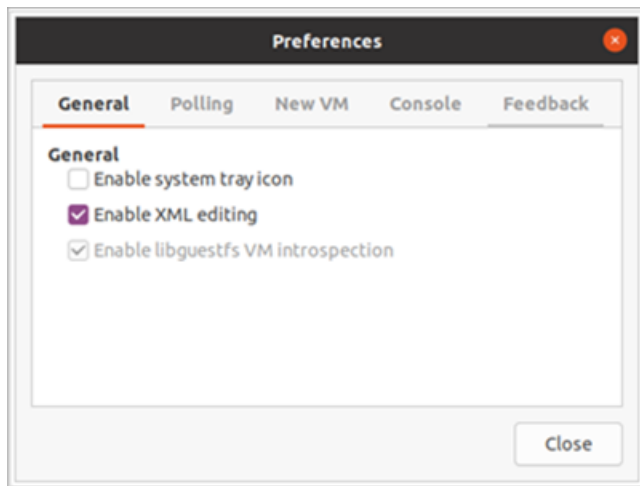 Preferences
General Polling New VM Console Feedback
General
Enable system tray icon
Enable XML editing
Enable libguestfs VM introspection
Close